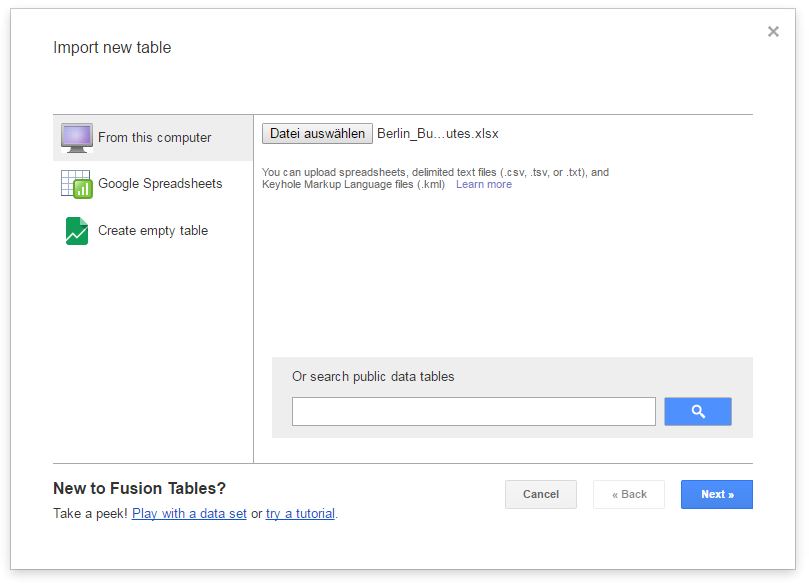 Import new table
From this computer
Google Spreadsheets
Create empty table
Datei auswählen Berlin_Bu...utes.xlsx
You can upload spreadsheets, delimited text files (.csv, .tsv, or .txt), and
Keyhole Markup Language files (.kml) Learn more
Or search public data tables
New to Fusion Tables?
Take a peek! Play with a data set or try a tutorial.
Cancel
« Back
Next »